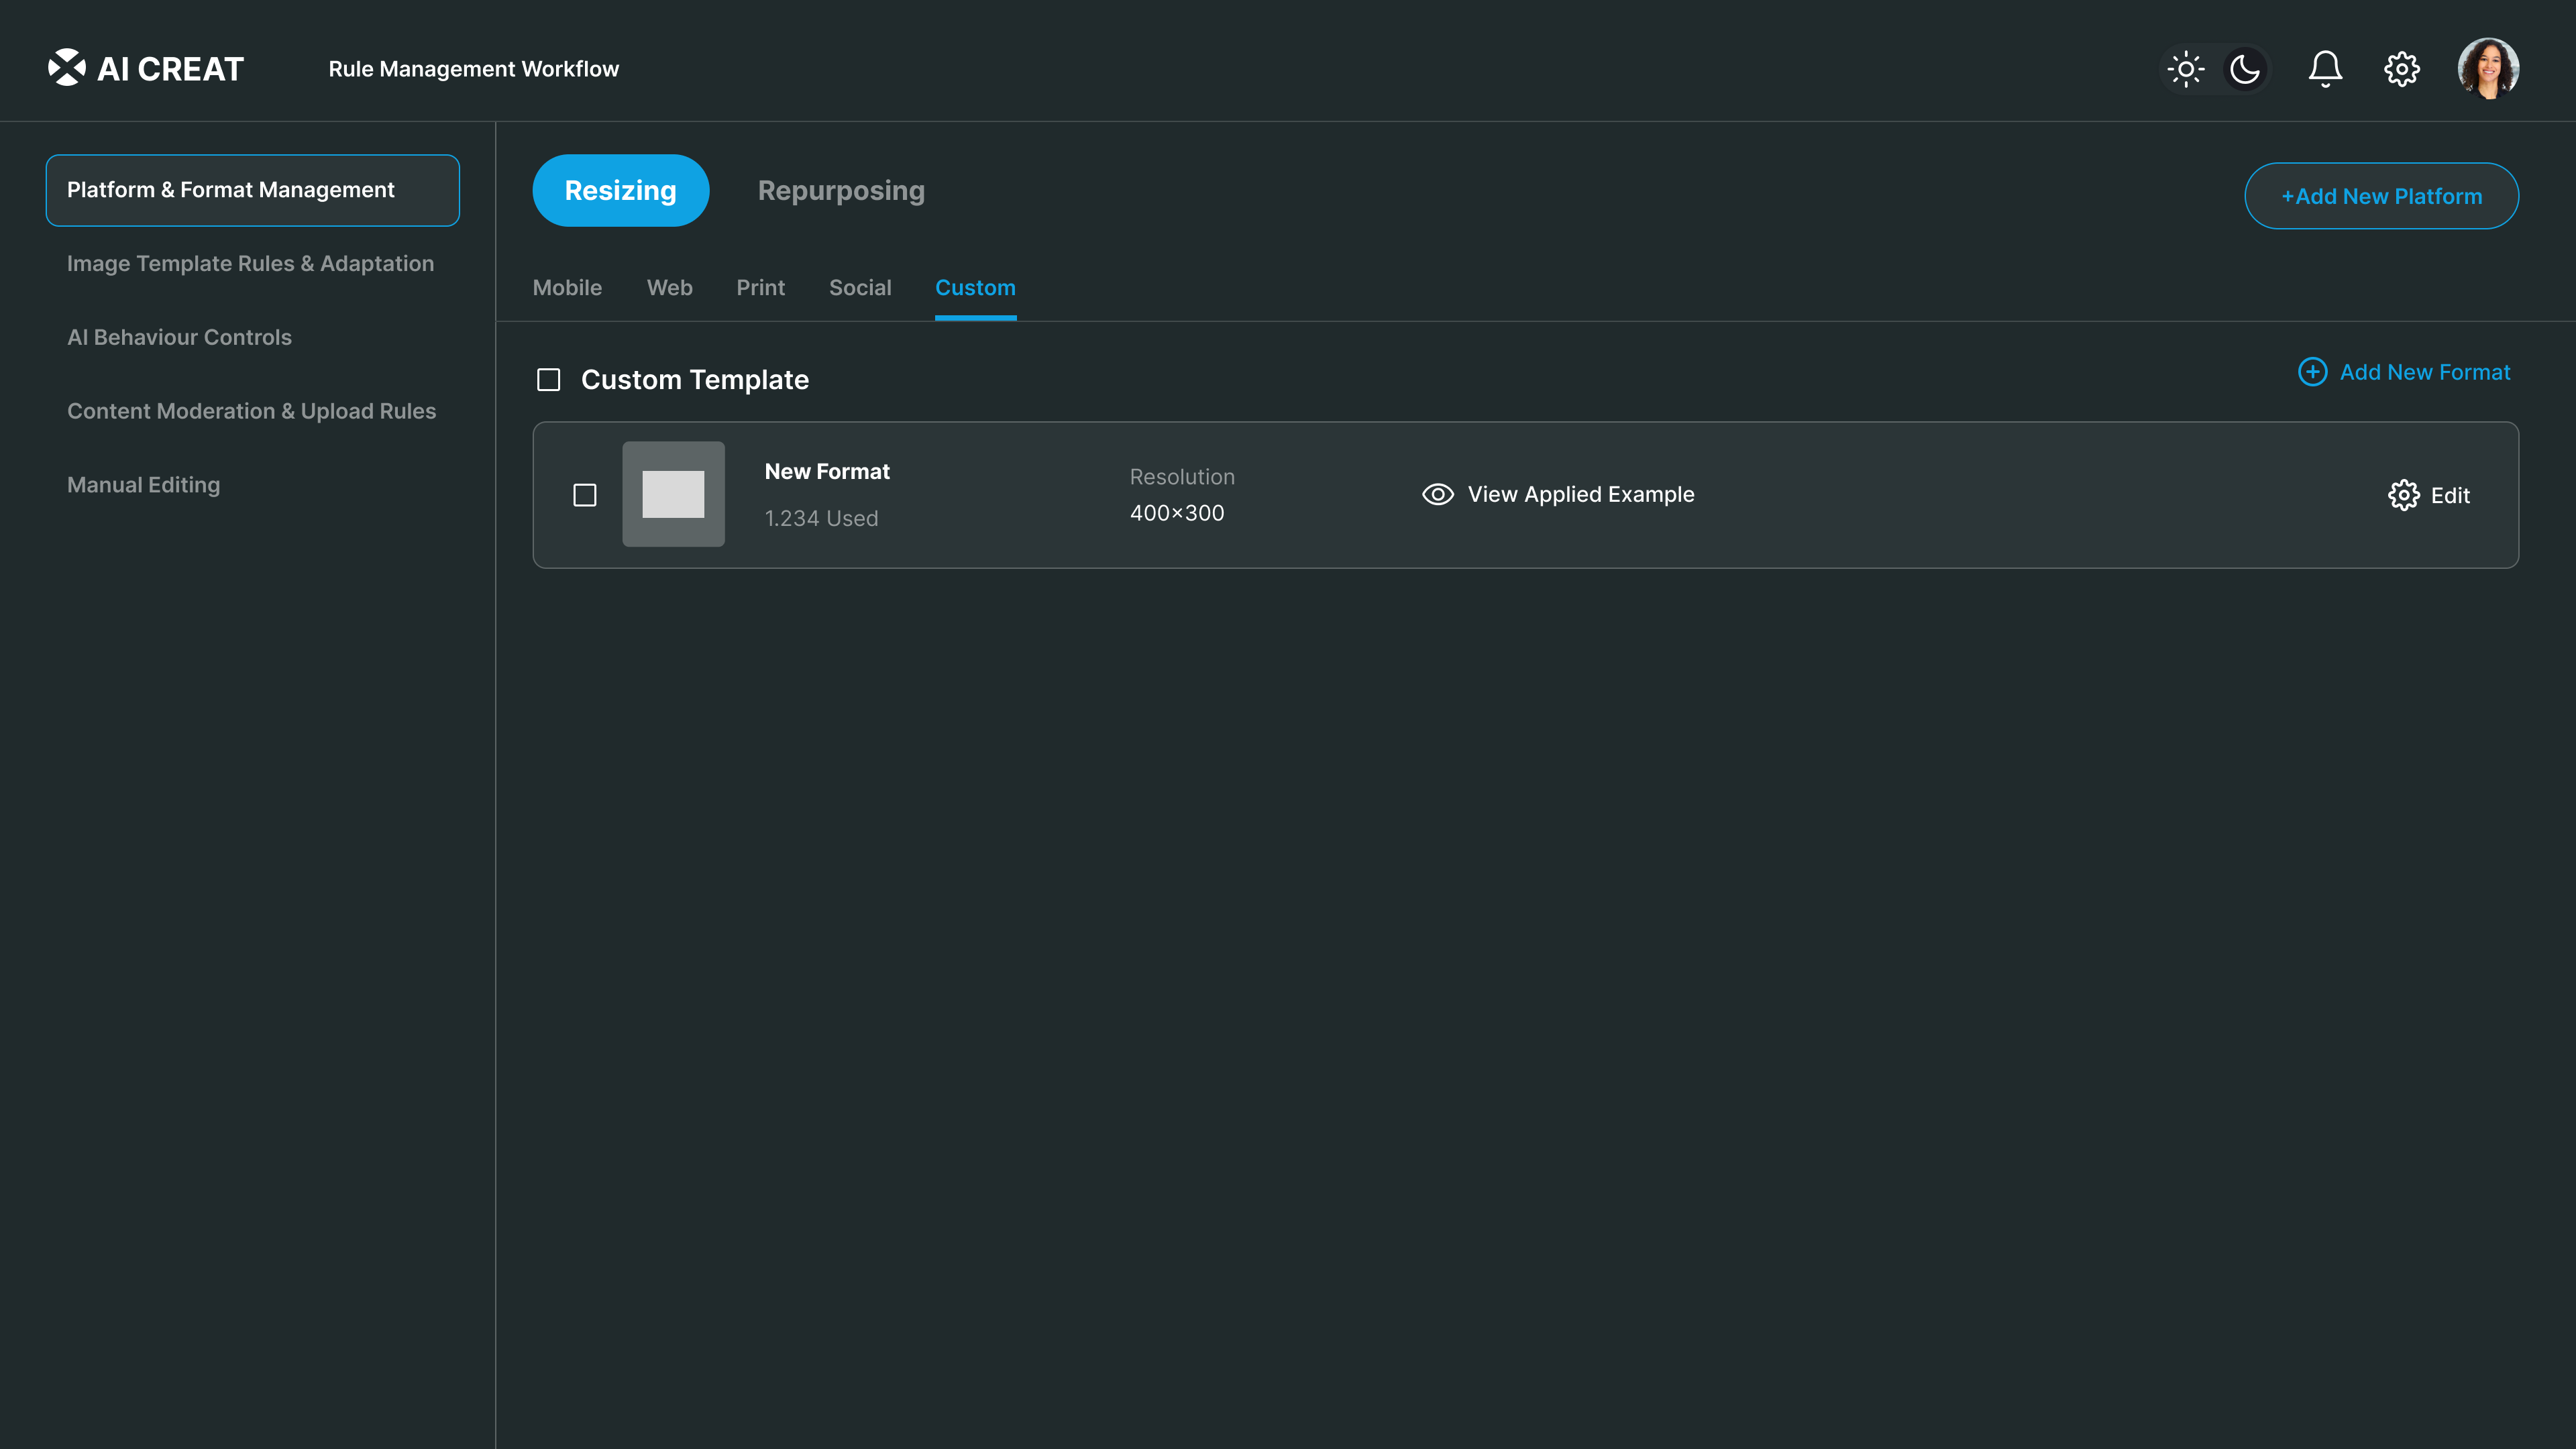 AI CREAT
Rule Management Workflow
Platform & Format Management
Image Template Rules & Adaptation
AI Behaviour Controls
Content Moderation & Upload Rules
Manual Editing
Resizing
Repurposing
+Add New Platform
Mobile
Web
Print
Social
Custom
Custom Template
Add New Format
New Format
1.234 Used
Resolution
400×300
View Applied Example
Edit